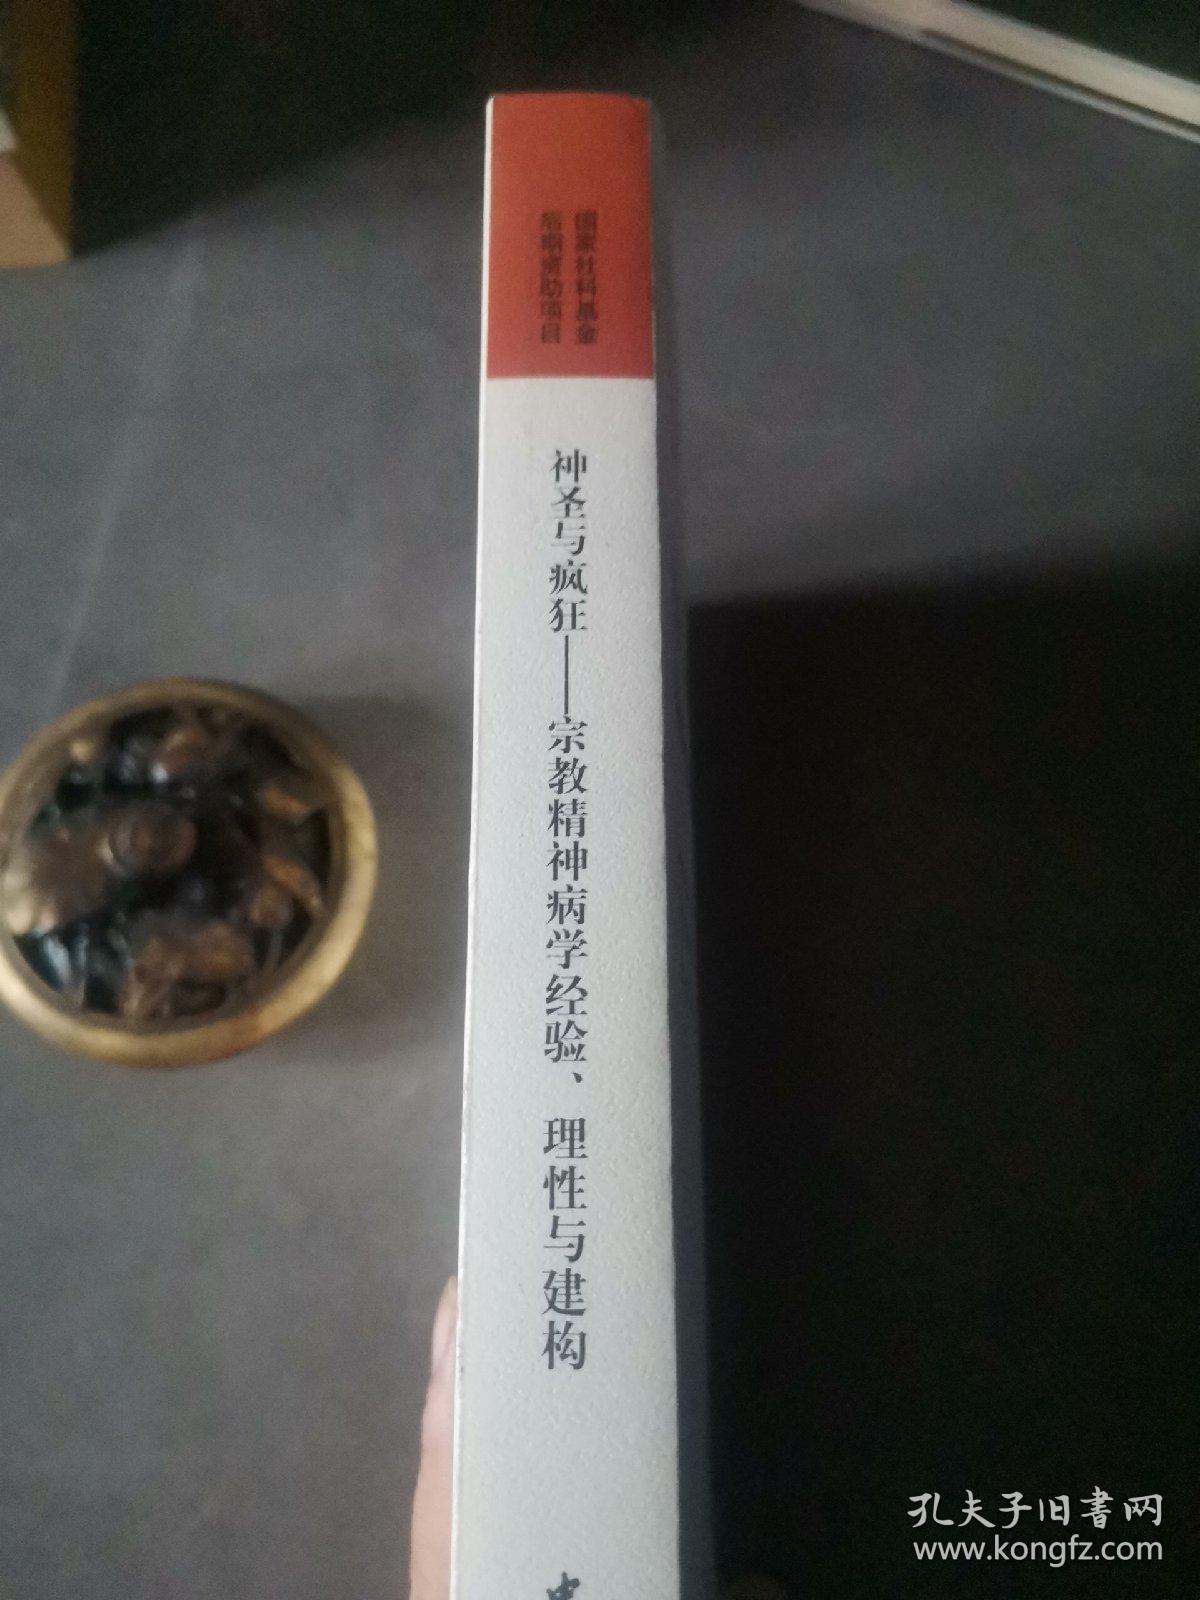 国家社科基金
后期资助项目
神圣与疯狂——宗教精神病学经验、理性与建构
中
孔夫子旧書网
www.kongfz.com